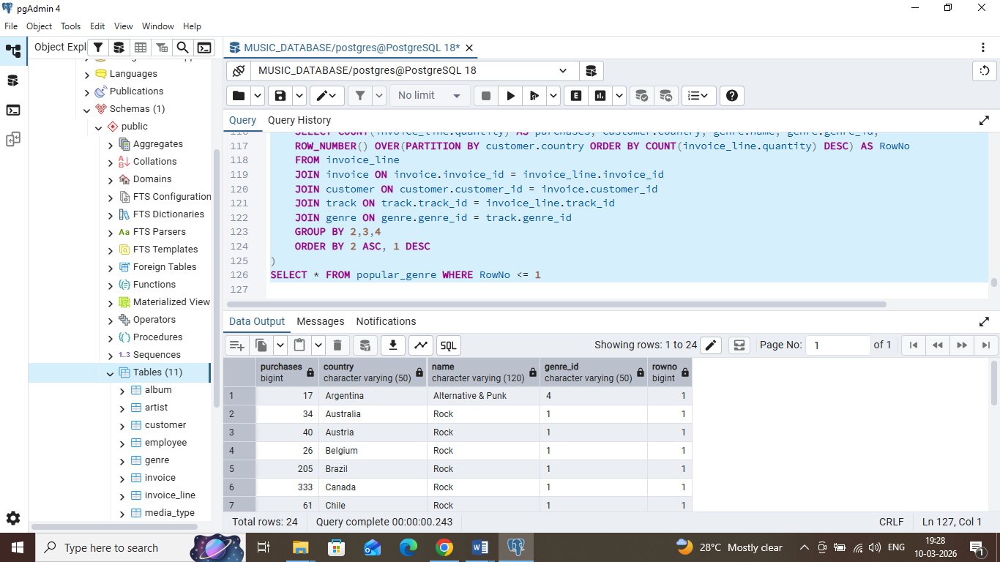 pgAdmin 4
File Object Tools Edit View Window Help
Object Expl
MUSIC_DATABASE/postgres@PostgreSQL 18*
MUSIC_DATABASE/postgres@PostgreSQL 18
No limit
E
Query Query History
Languages
Publications
Schemas (1)
public
Aggregates
Collations
Domains
FTS Configuration
FTS Dictionaries
Aa FTS Parsers
FTS Templates
Foreign Tables
Functions
Materialized View
Operators
Procedures
1..3 Sequences
Tables (11)
album
artist
customer
employee
genre
invoice
invoice_line
media_type
116 SELECT COUNT(invoice_line.quantity) AS purchases, customer.country, genre.name, genre.genre_id,
117 ROW_NUMBER() OVER(PARTITION BY customer.country ORDER BY COUNT(invoice_line.quantity) DESC) AS RowNo
118 FROM invoice_line
119 JOIN invoice ON invoice.invoice_id = invoice_line.invoice_id
120 JOIN customer ON customer.customer_id = invoice.customer_id
121 JOIN track ON track.track_id = invoice_line.track_id
122 JOIN genre ON genre.genre_id = track.genre_id
123 GROUP BY 2,3,4
124 ORDER BY 2 ASC, 1 DESC
125 )
126 SELECT * FROM popular_genre WHERE RowNo <= 1
127
Data Output Messages Notifications
SQL Showing rows: 1 to 24 Page No: 1 of 1
purchases country name genre_id rowno
bigint character varying (50) character varying (120) character varying (50) bigint
1 17 Argentina Alternative & Punk 4 1
2 34 Australia Rock 1 1
3 40 Austria Rock 1 1
4 26 Belgium Rock 1 1
5 205 Brazil Rock 1 1
6 333 Canada Rock 1 1
7 61 Chile Rock 1 1
Total rows: 24 Query complete 00:00:00.243 CRLF Ln 127, Col 1
Type here to search
28°C Mostly clear
ENG
19:28
10-03-2026
1